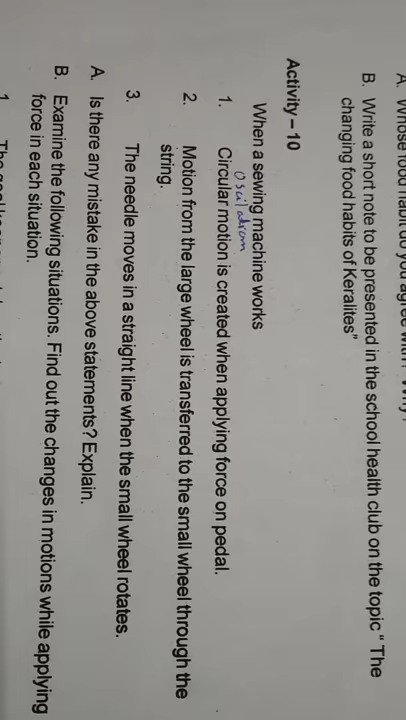 B. Write a short note to be presented in the school health club on the topic " The
changing food habits of Keralites"
Activity – 10
When a sewing machine works
Oscilatiram
1. Circular motion is created when applying force on pedal.
2. Motion from the large wheel is transferred to the small wheel through the
string.
3. The needle moves in a straight line when the small wheel rotates.
A. Is there any mistake in the above statements? Explain.
B. Examine the following situations. Find out the changes in motions while applying
force in each situation.